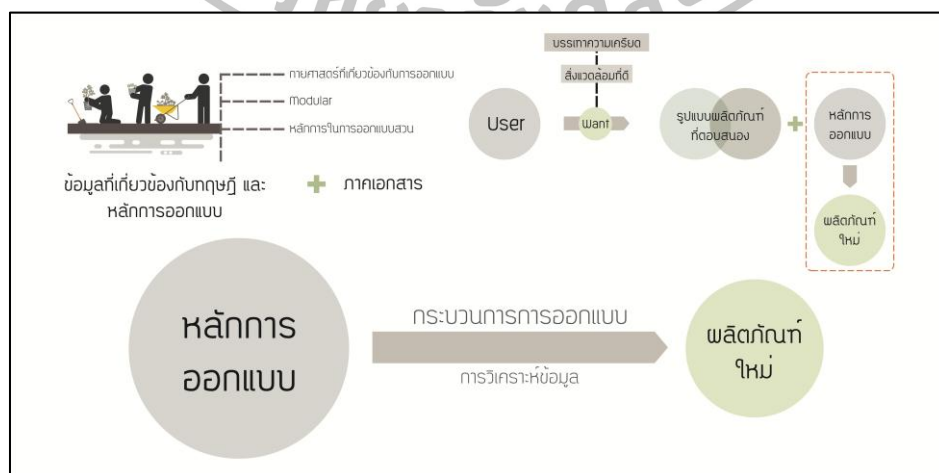 กายศาสตร์ที่เกี่ยวข้องกับการออกแบบ
Modular
หลักการในการออกแบบสวน
ข้อมูลที่เกี่ยวข้องกับทฤษฎี และ
หลักการออกแบบ
+ ภาคเอกสาร
บรรเทาความเครียด
สิ่งแวดล้อมที่ดี
User
Want
รูปแบบผลิตภัณฑ์
ที่ตอบสนอง
+
หลักการ
ออกแบบ
ผลิตภัณฑ์
ใหม่
หลักการ
ออกแบบ
กระบวนการการออกแบบ
การวิเคราะห์ข้อมูล
ผลิตภัณฑ์
ใหม่